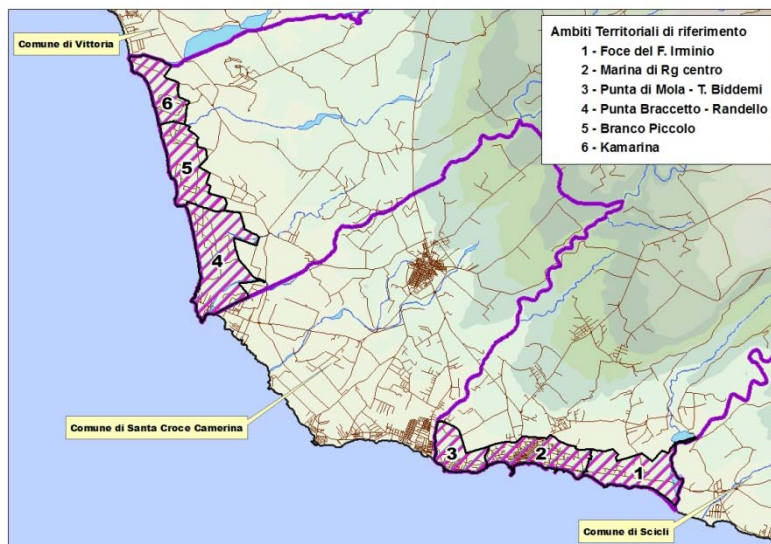 Comune di Vittoria
Ambiti Territoriali di riferimento
1 - Foce del F. Irminio
2 - Marina di Rg centro
3 - Punta di Mola - T. Biddemi
4 - Punta Braccetto - Randello
5 - Branco Piccolo
6 - Kamarina
6
5
4
Comune di Santa Croce Camerina
3
2
1
Comune di Scicli